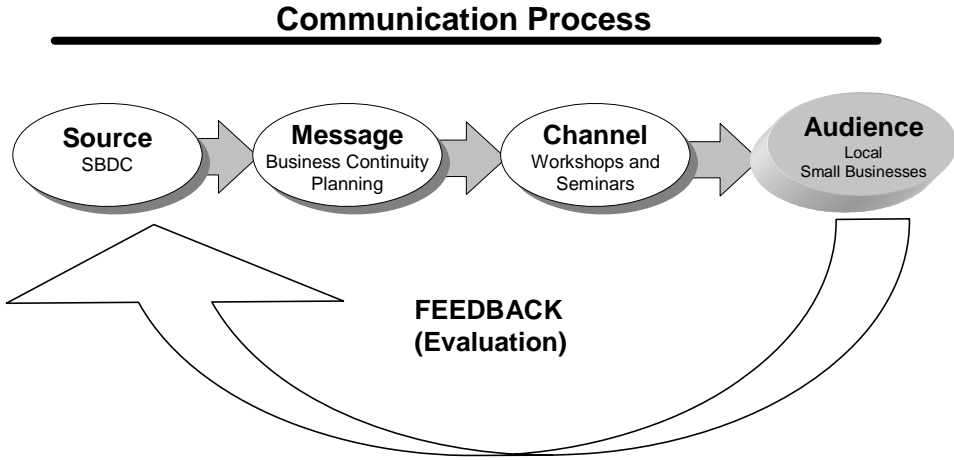 Communication Process
Source
SBDC
Message
Business Continuity
Planning
Channel
Workshops and
Seminars
Audience
Local
Small Businesses
FEEDBACK
(Evaluation)